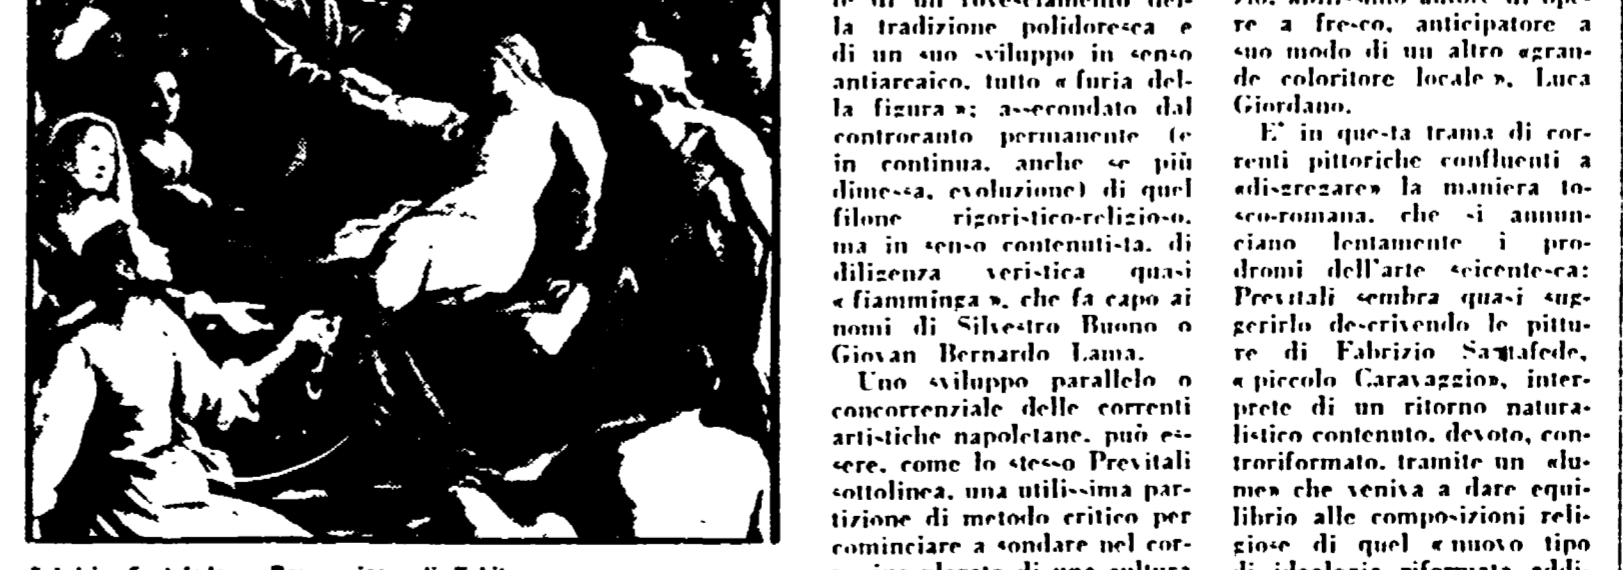 la tradizione polidoresca e
di un suo sviluppo in senso
antiarcaico, tutto « furia del-
la figura »; assecondato dal
controcanto permanente (e
in continua, anche se più
dimessa, evoluzione) di quel
filone rigoristico-religioso,
ma in senso contenutista, di
diligenza veristica quasi
« fiamminga », che fa capo ai
nomi di Silvestro Buono o
Giovan Bernardo Lama.
Uno sviluppo parallelo o
concorrenziale delle correnti
artistiche napoletane, può es-
sere, come lo stesso Previtali
sottolinea, una utilissima par-
tizione di metodo critico per
cominciare a sondare nel cor-
di una cultura
re a fresco, anticipatore a
suo modo di un altro «gran-
de coloritore locale », Luca
Giordano.
E' in questa trama di cor-
renti pittoriche confluenti a
«disgregare» la maniera to-
sco-romana, che si annun-
ciano lentamente i pro-
dromi dell'arte seicentesca:
Previtali sembra quasi sug-
gerirlo descrivendo le pittu-
re di Fabrizio Santafede,
« piccolo Caravaggio», inter-
prete di un ritorno natura-
listico contenuto, devoto, con-
troriformato, tramite un «lu-
me» che veniva a dare equi-
librio alle composizioni reli-
giose di quel « nuovo tipo
di ideologia riformata